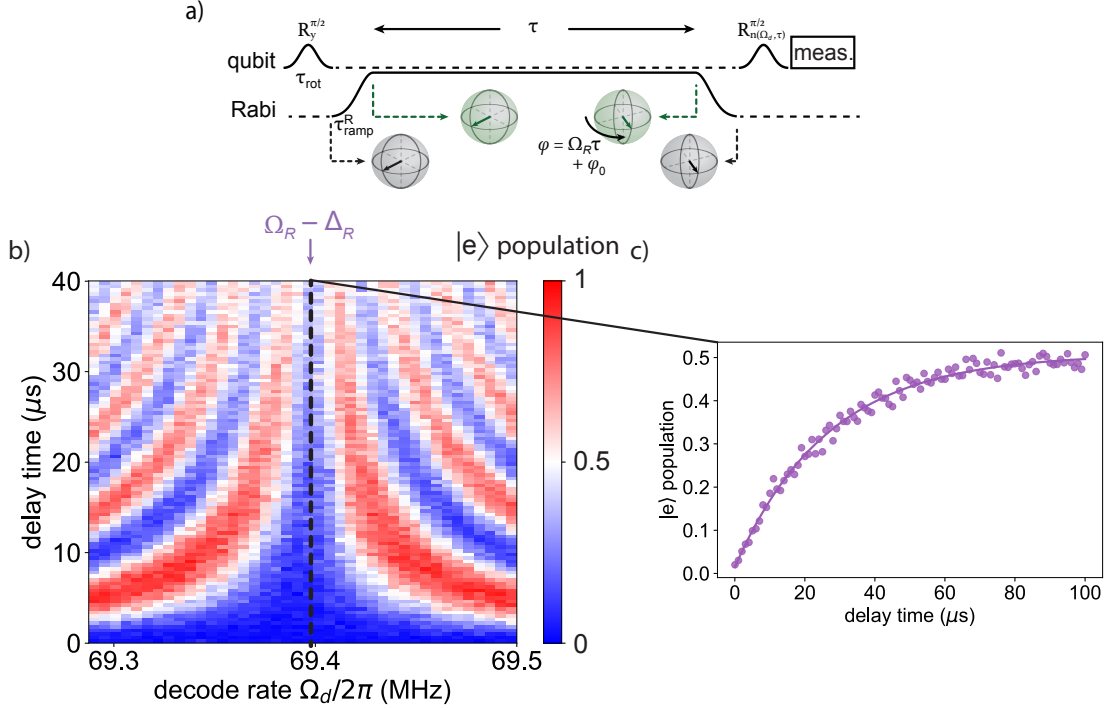 a)
R_y^{π/2}
τ
R_{n(Ω_d,τ)}^{π/2}
qubit
meas.
τ_rot
Rabi
τ_ramp^R
φ = Ω_Rτ
+ φ_0
Ω_R − Δ_R
b)
|e⟩ population
c)
40
30
20
10
0
delay time (μs)
69.3
69.4
69.5
decode rate Ω_d/2π (MHz)
1
0.5
0
0.5
0.4
0.3
0.2
0.1
0.0
|e⟩ population
0
20
40
60
80
100
delay time (μs)